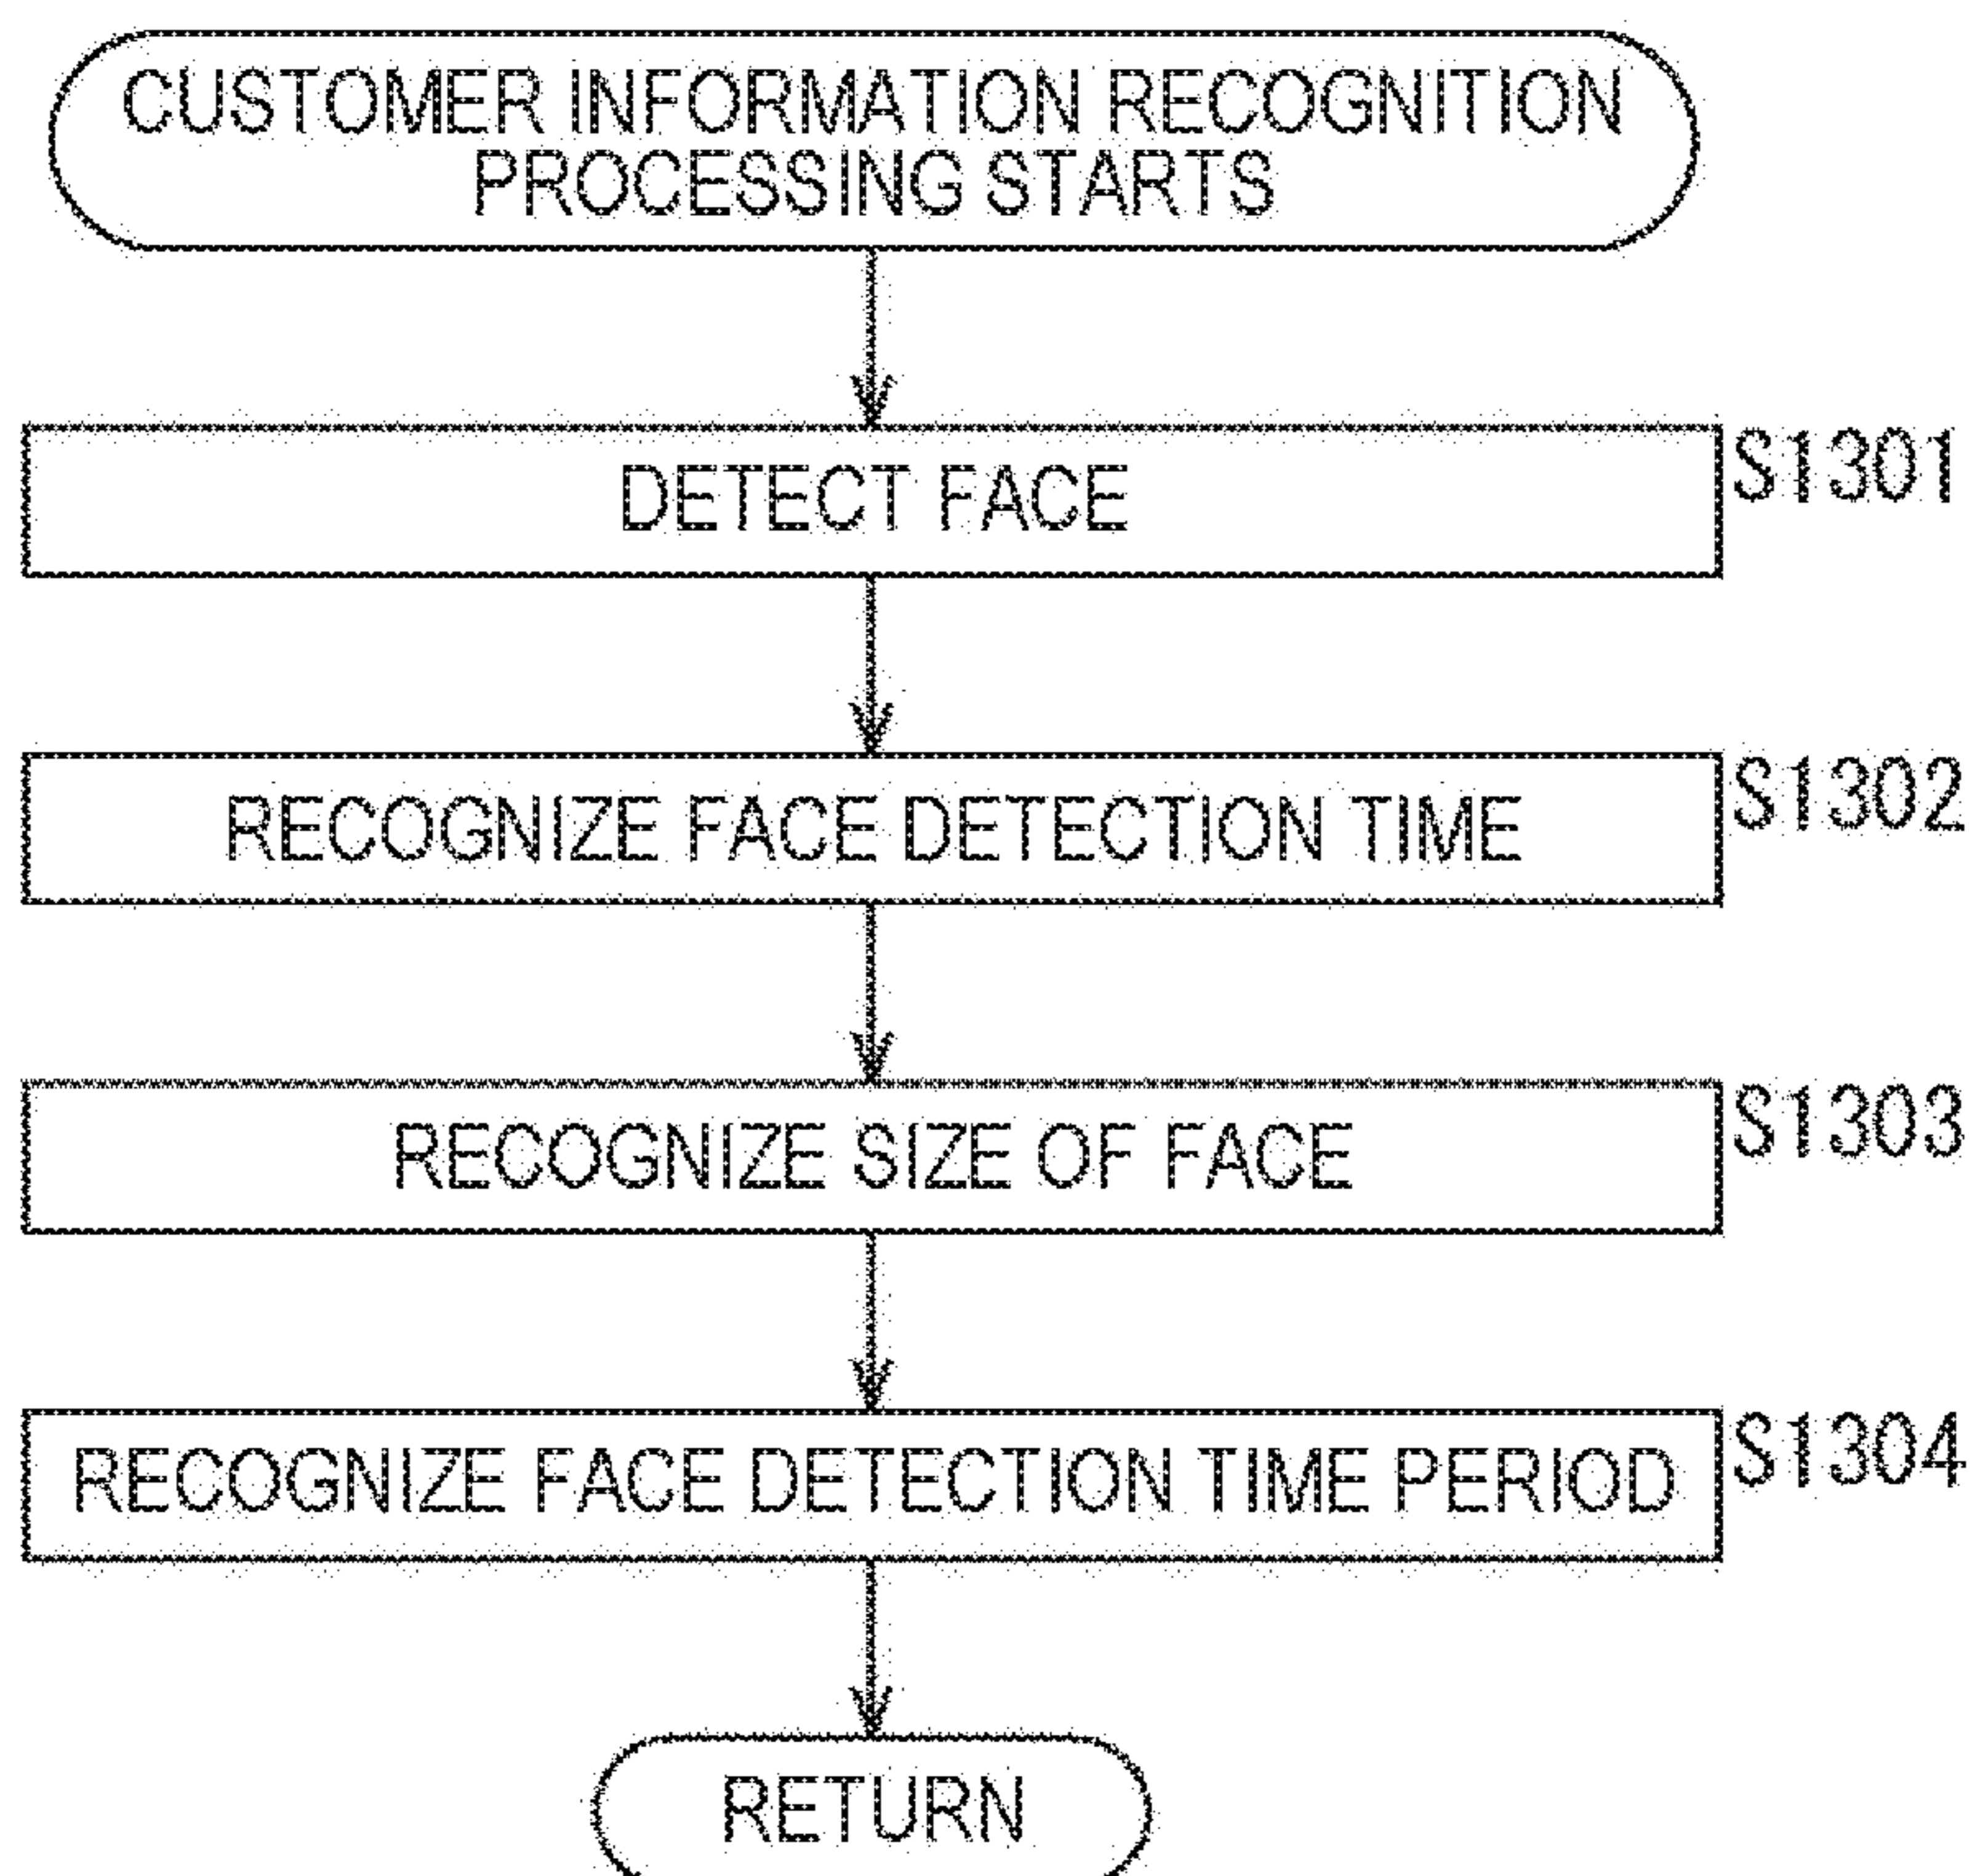 CUSTOMER INFORMATION RECOGNITION
PROCESSING STARTS
DETECT FACE
S1301
RECOGNIZE FACE DETECTION TIME
S1302
RECOGNIZE SIZE OF FACE
S1303
RECOGNIZE FACE DETECTION TIME PERIOD
S1304
RETURN